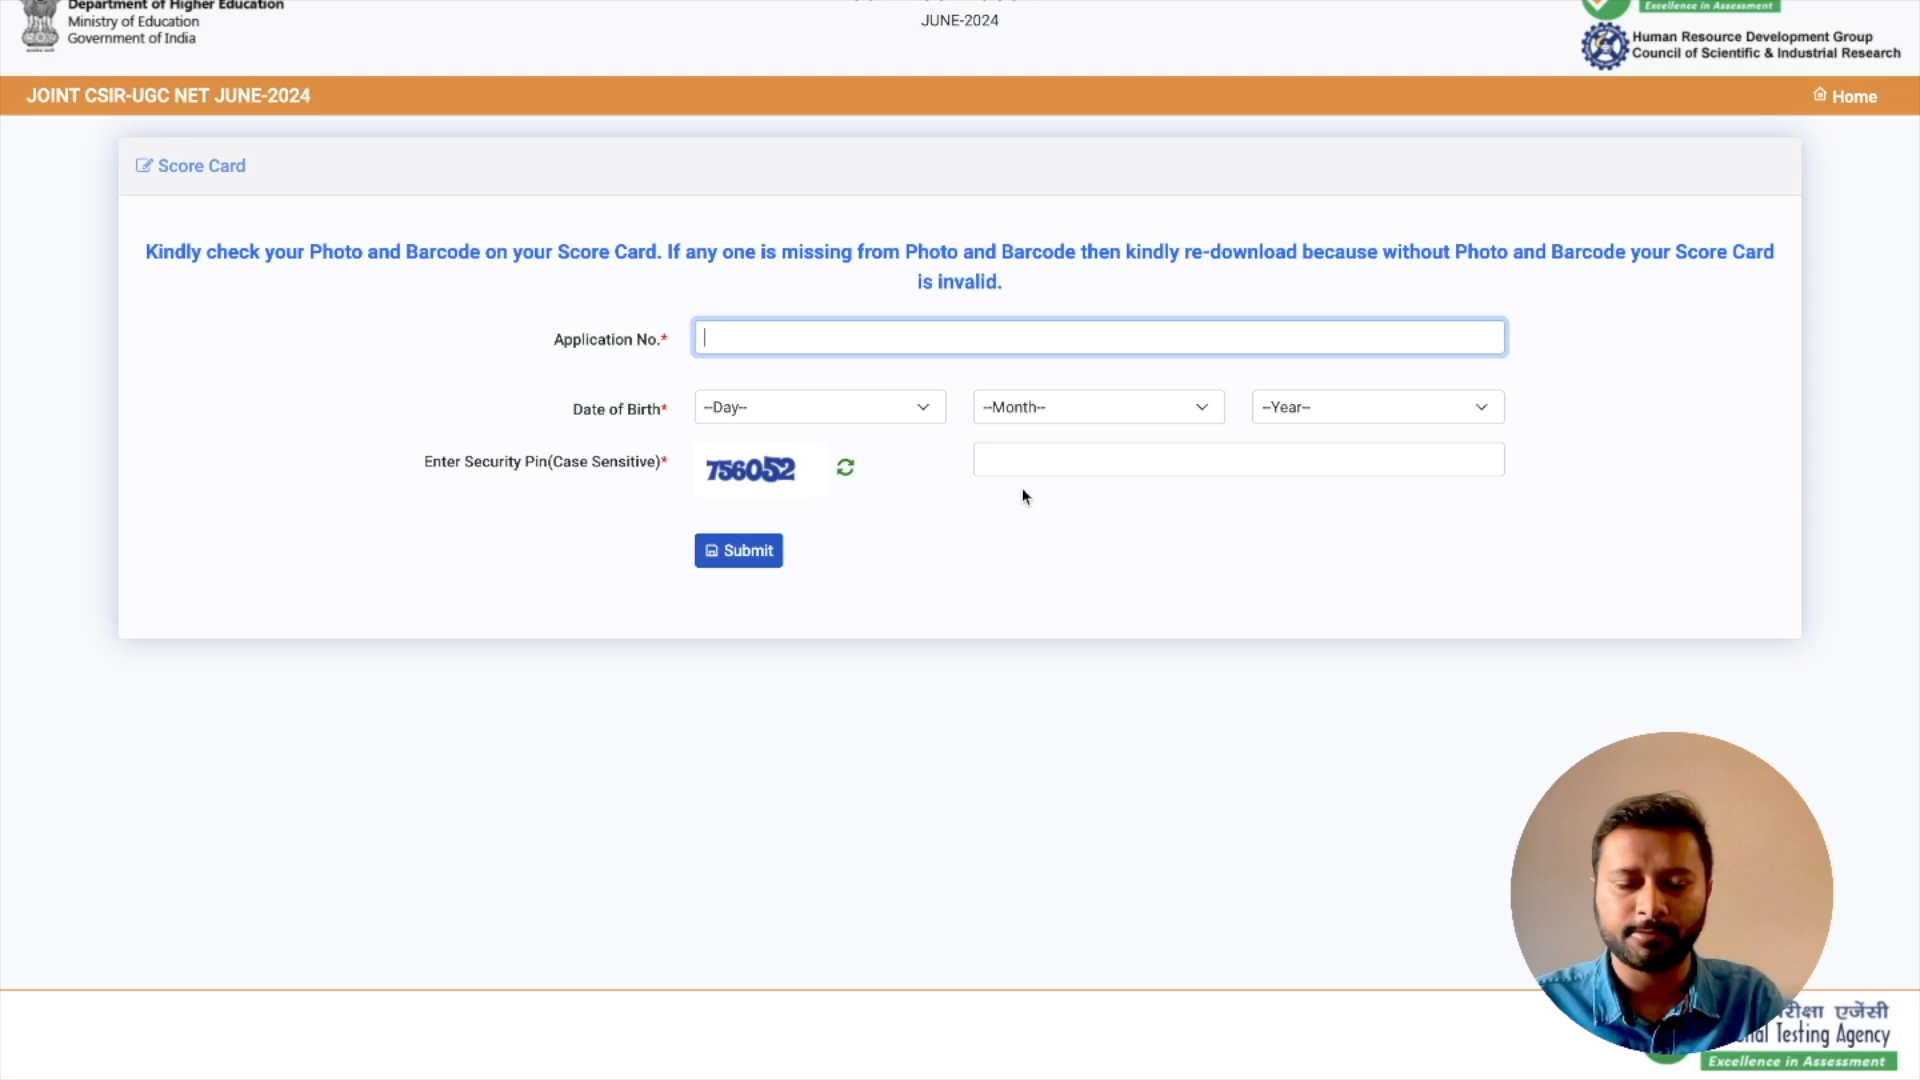 Department of Higher Education
Ministry of Education
Government of India
JUNE-2024
Excellence in Assessment
Human Resource Development Group
Council of Scientific & Industrial Research
JOINT CSIR-UGC NET JUNE-2024
Home
Score Card
Kindly check your Photo and Barcode on your Score Card. If any one is missing from Photo and Barcode then kindly re-download because without Photo and Barcode your Score Card
is invalid.
Application No.*
Date of Birth*
--Day--
--Month--
--Year--
Enter Security Pin(Case Sensitive)*
756052
Submit
एजेंसी
Testing Agency
Excellence in Assessment